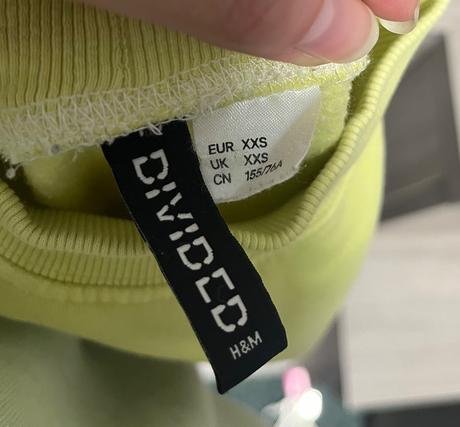 EUR XXS
UK XXS
CN 155/76A
DIVIDED
H&M